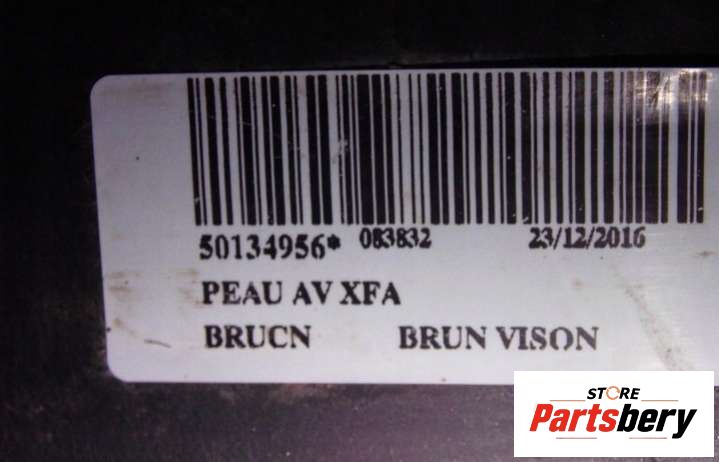 50134956* 083832 23/12/2016
PEAU AV XFA
BRUCN BRUN VISON
STORE
Partsbery